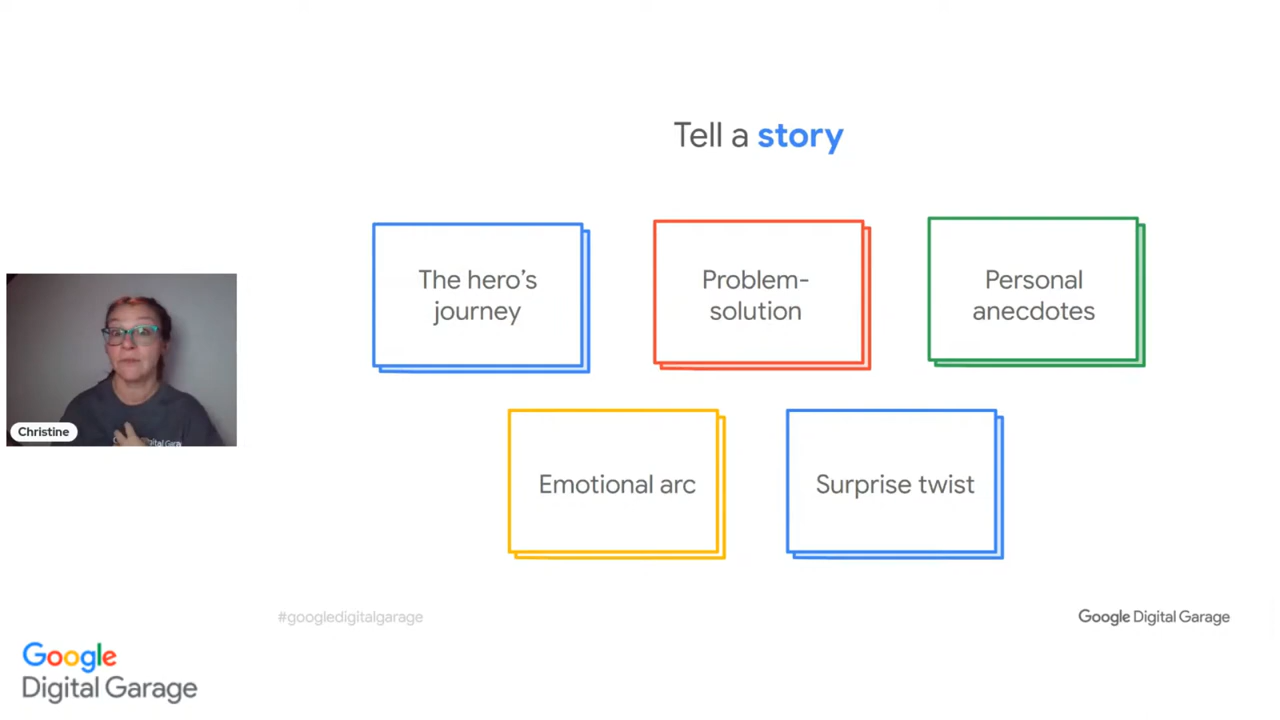 Tell a story
The hero's
journey
Problem-
solution
Personal
anecdotes
Emotional arc
Surprise twist
Christine
#googledigitalgarage
Google Digital Garage
Google
Digital Garage